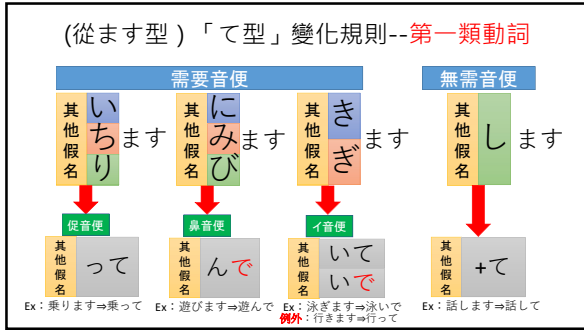 (從ます型）「て型」變化規則--第一類動詞
需要音便
無需音便
其他假名 い ち り ます
其他假名 に み び ます
其他假名 き ぎ ます
其他假名 し ます
促音便
鼻音便
イ音便
其他假名 って
其他假名 んで
其他假名 いて いで
其他假名 +て
Ex：乗ります⇒乗って
Ex：遊びます⇒遊んで
Ex：泳ぎます⇒泳いで
例外：行きます⇒行って
Ex：話します⇒話して